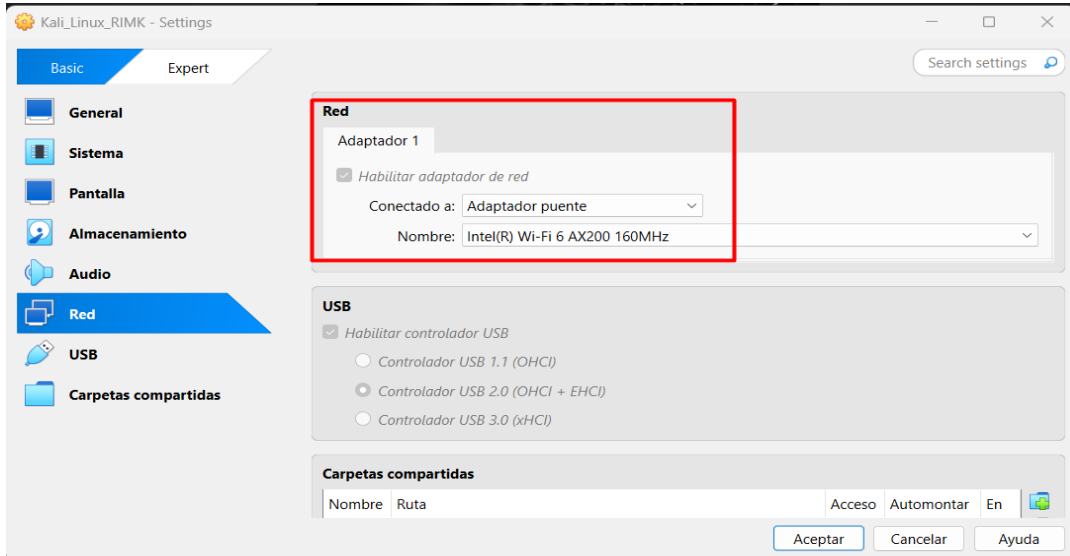 Kali_Linux_RIMK - Settings
Basic Expert Search settings
General
Sistema
Pantalla
Almacenamiento
Audio
Red
USB
Carpetas compartidas
Red
Adaptador 1
Habilitar adaptador de red
Conectado a: Adaptador puente
Nombre: Intel(R) Wi-Fi 6 AX200 160MHz
USB
Habilitar controlador USB
Controlador USB 1.1 (OHCI)
Controlador USB 2.0 (OHCI + EHCI)
Controlador USB 3.0 (xHCI)
Carpetas compartidas
Nombre Ruta Acceso Automontar En
Aceptar Cancelar Ayuda